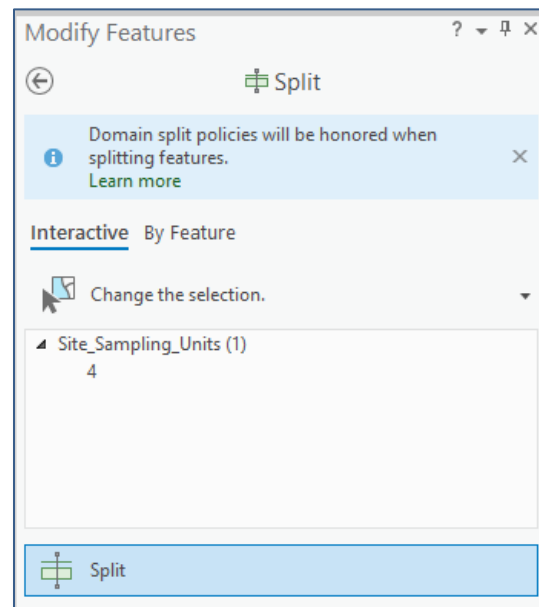 Modify Features ?
Split
Domain split policies will be honored when
splitting features.
Learn more
Interactive By Feature
Change the selection.
Site_Sampling_Units (1)
4
Split